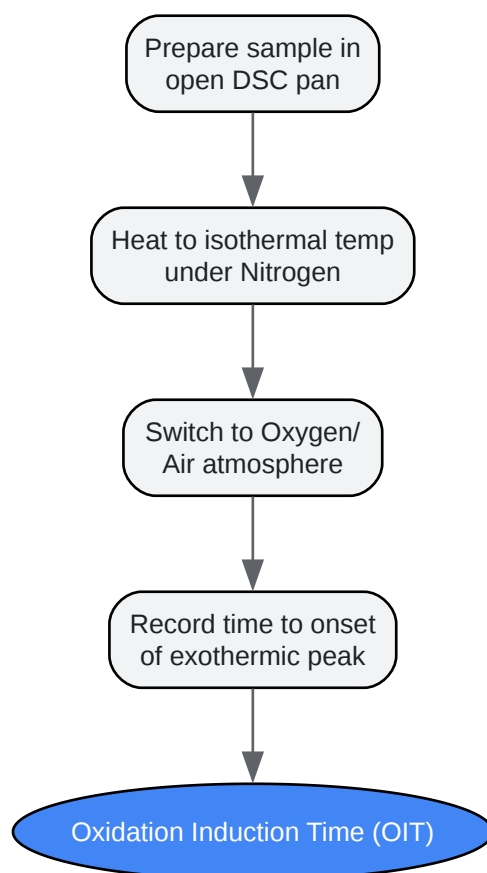 Prepare sample in
open DSC pan
Heat to isothermal temp
under Nitrogen
Switch to Oxygen/
Air atmosphere
Record time to onset
of exothermic peak
Oxidation Induction Time (OIT)